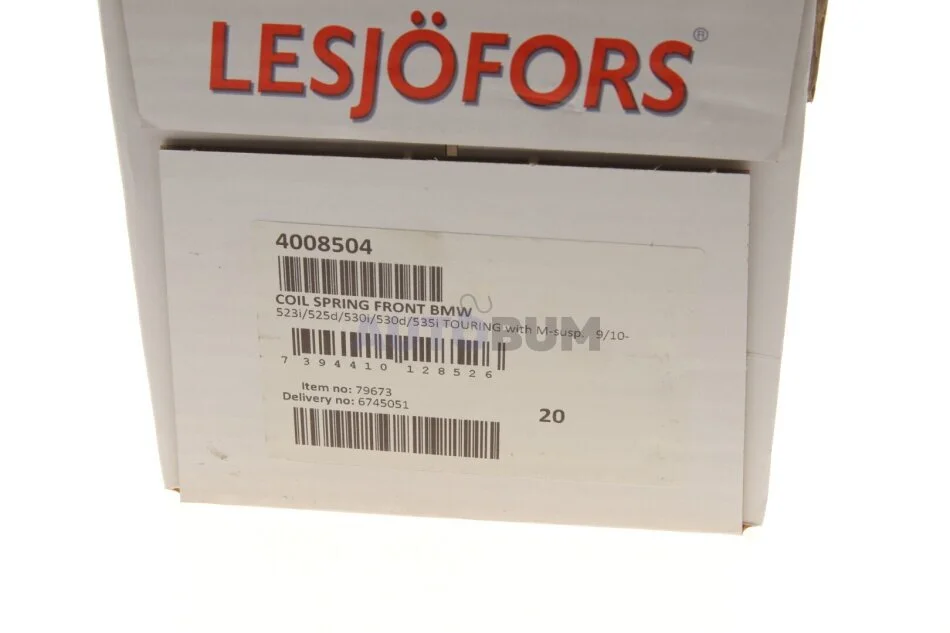 LESJÖFORS®
4008504
COIL SPRING FRONT BMW
523i/525d/530i/530d/535i TOURING with M-susp. 9/10-
AUTOBUM
7 394410 128526
Item no: 79673
Delivery no: 6745051
20